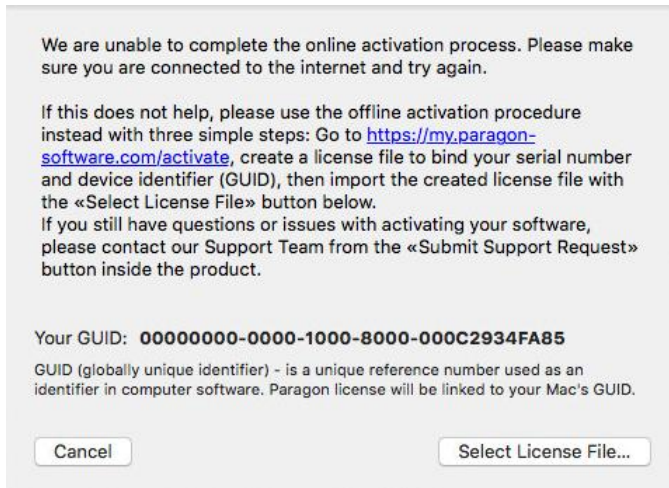 We are unable to complete the online activation process. Please make
sure you are connected to the internet and try again.
If this does not help, please use the offline activation procedure
instead with three simple steps: Go to https://my.paragon-
software.com/activate, create a license file to bind your serial number
and device identifier (GUID), then import the created license file with
the «Select License File» button below.
If you still have questions or issues with activating your software,
please contact our Support Team from the «Submit Support Request»
button inside the product.
Your GUID: 00000000-0000-1000-8000-000C2934FA85
GUID (globally unique identifier) - is a unique reference number used as an
identifier in computer software. Paragon license will be linked to your Mac's GUID.
Cancel
Select License File...